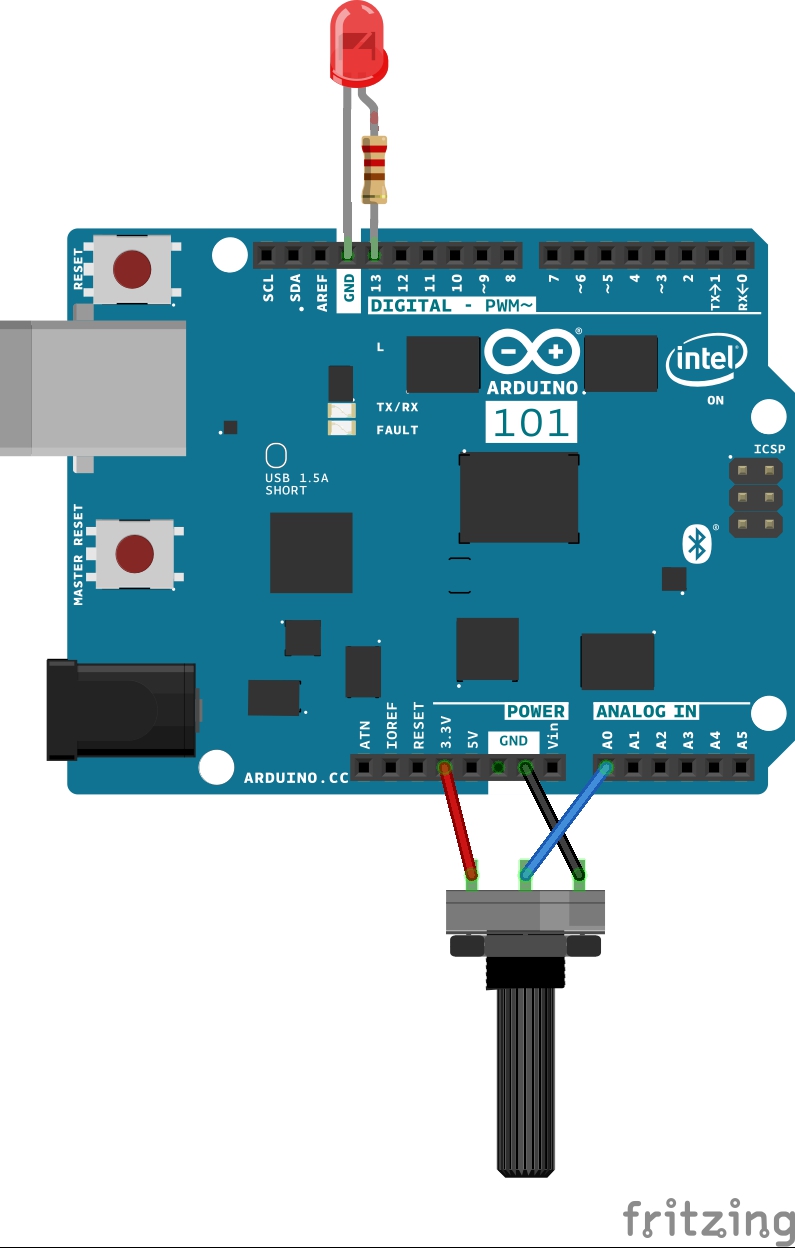 RESET
SCL
SDA
AREF
GND
13
12
11
10
~9
8
7
~6
~5
4
~3
2
TX→1
RX←0
DIGITAL - PWM~
L
®
ARDUINO
intel®
ON
101
TX/RX
FAULT
ICSP
USB 1.5A
SHORT
®
MASTER RESET
POWER
ANALOG IN
ATN
IOREF
RESET
3.3V
5V
GND
Vin
A0
A1
A2
A3
A4
A5
ARDUINO.CC
fritzing